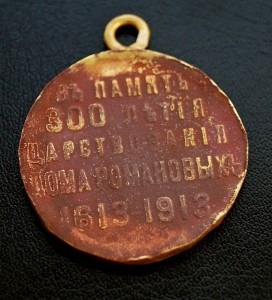 ВЪ ПАМЯТЬ
300 ЛѢТІЯ
ЦАРСТВОВАНІЯ
ДОМА РОМАНОВЫХЪ
1613-1913